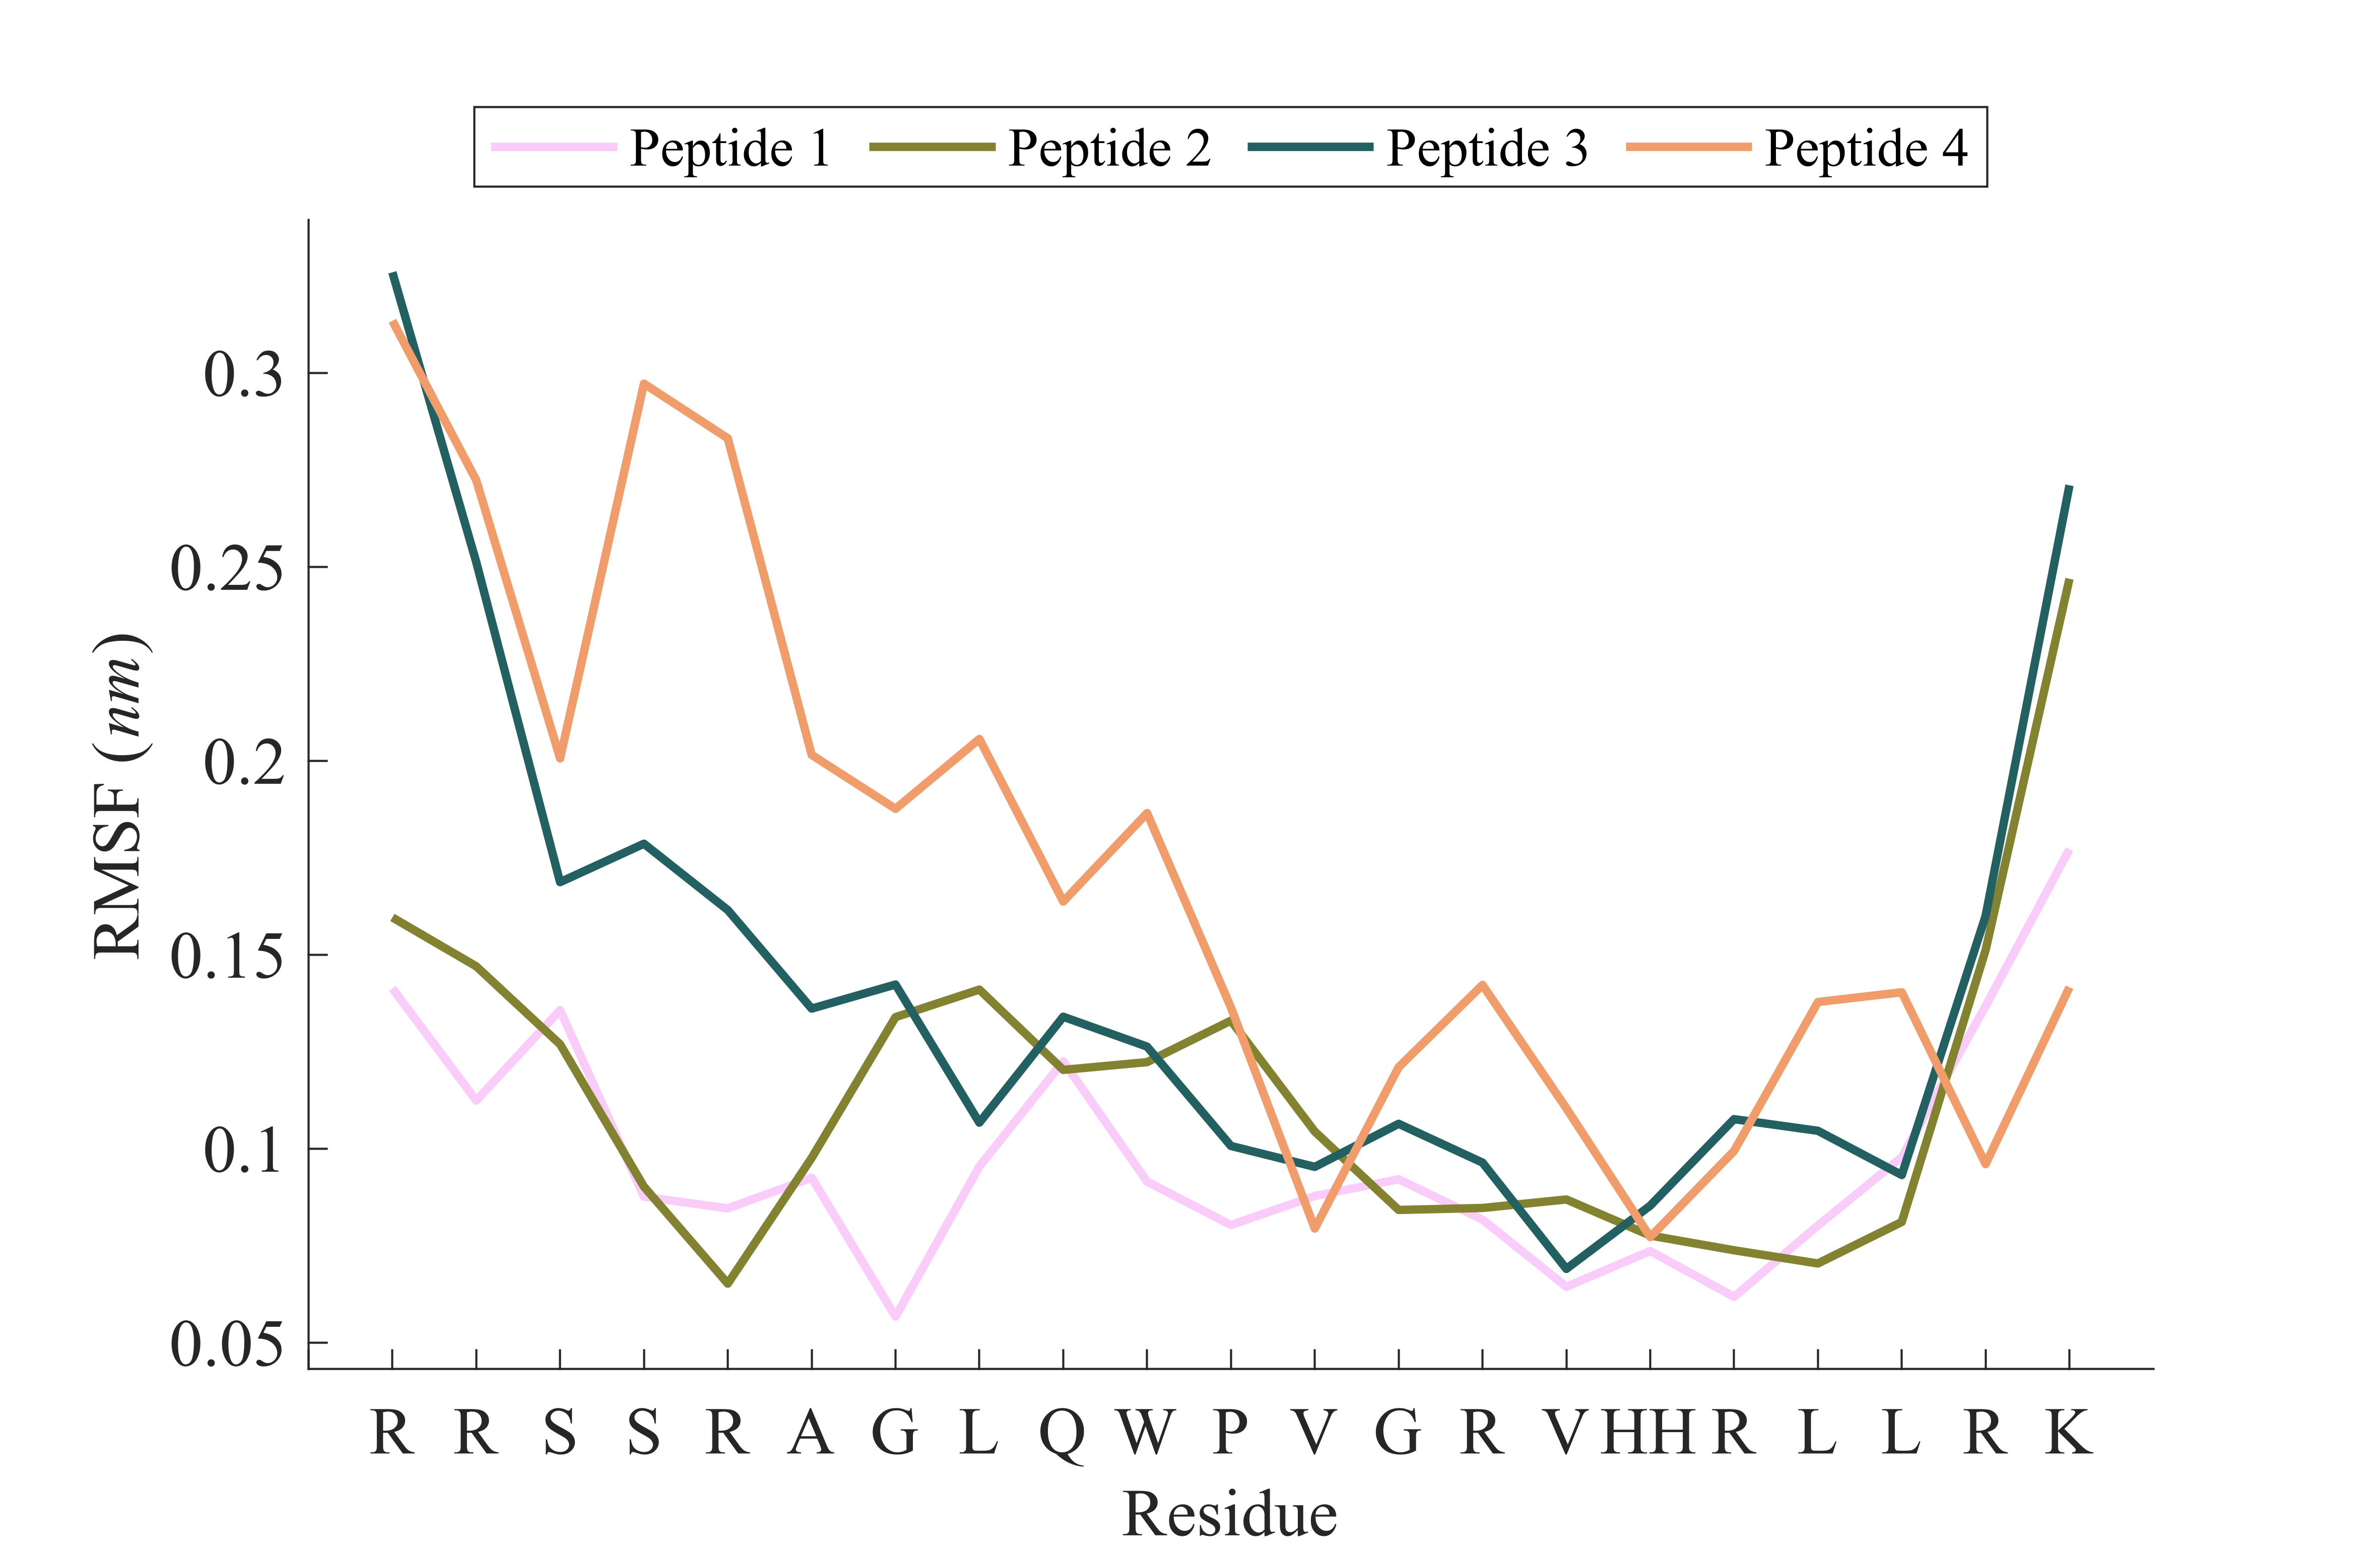 Peptide 1 Peptide 2 Peptide 3 Peptide 4
RMSF (nm)
0.3
0.25
0.2
0.15
0.1
0.05
R R S S R A G L Q W P V G R V HH R L L R K
Residue